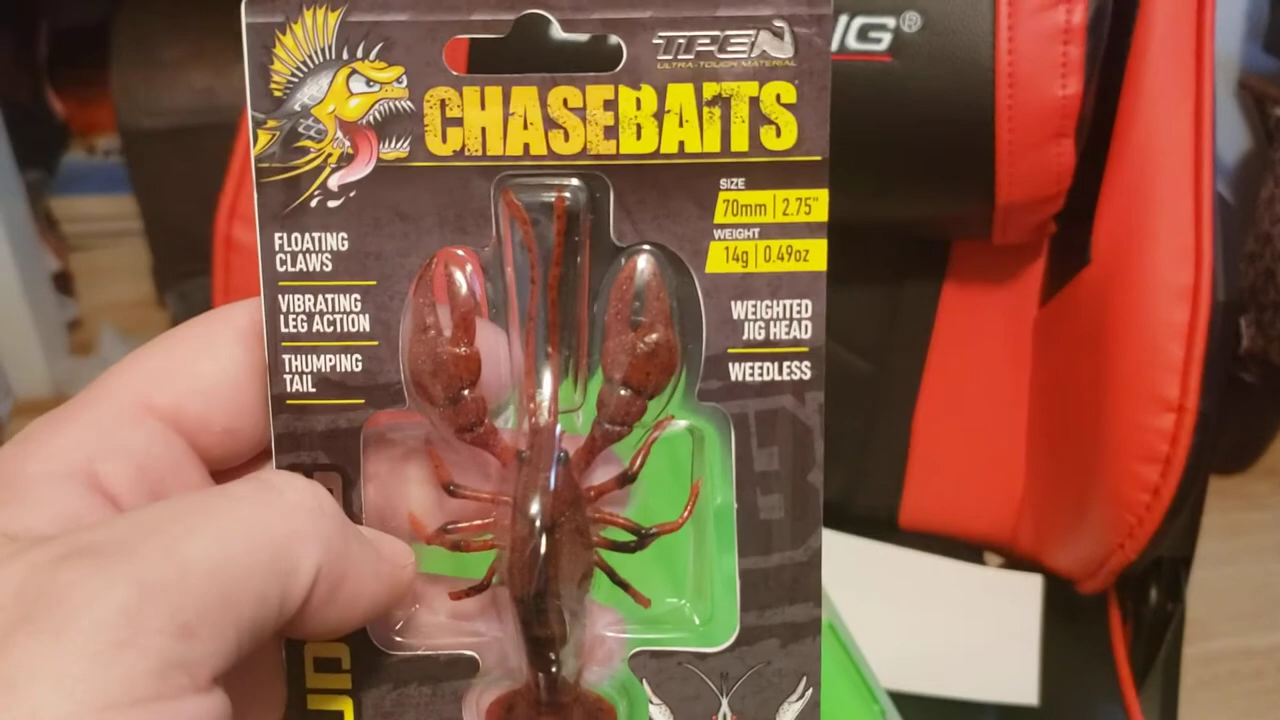 TPE
ULTRA-TOUGH MATERIAL
CHASEBAITS
SIZE
70mm | 2.75"
WEIGHT
14g | 0.49oz
FLOATING
CLAWS
VIBRATING
LEG ACTION
THUMPING
TAIL
WEIGHTED
JIG HEAD
WEEDLESS
IG®